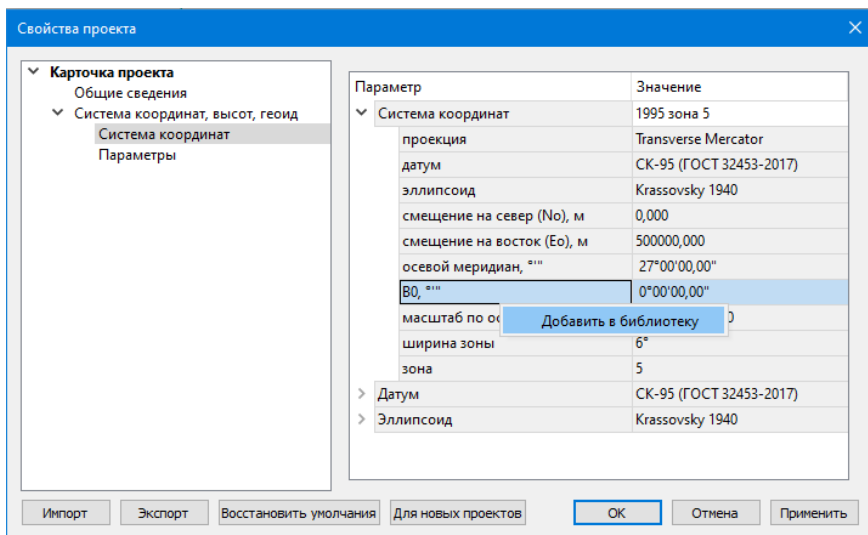 Свойства проекта
Карточка проекта
Общие сведения
Система координат, высот, геоид
Система координат
Параметры
Параметр Значение
Система координат 1995 зона 5
проекция Transverse Mercator
датум СК-95 (ГОСТ 32453-2017)
эллипсоид Krassovsky 1940
смещение на север (No), м 0,000
смещение на восток (Eo), м 500000,000
осевой меридиан, °'" 27°00'00,00"
B0, °'" 0°00'00,00"
масштаб по
Добавить в библиотеку
ширина зоны 6°
зона 5
Датум СК-95 (ГОСТ 32453-2017)
Эллипсоид Krassovsky 1940
Импорт Экспорт Восстановить умолчания Для новых проектов OK Отмена Применить